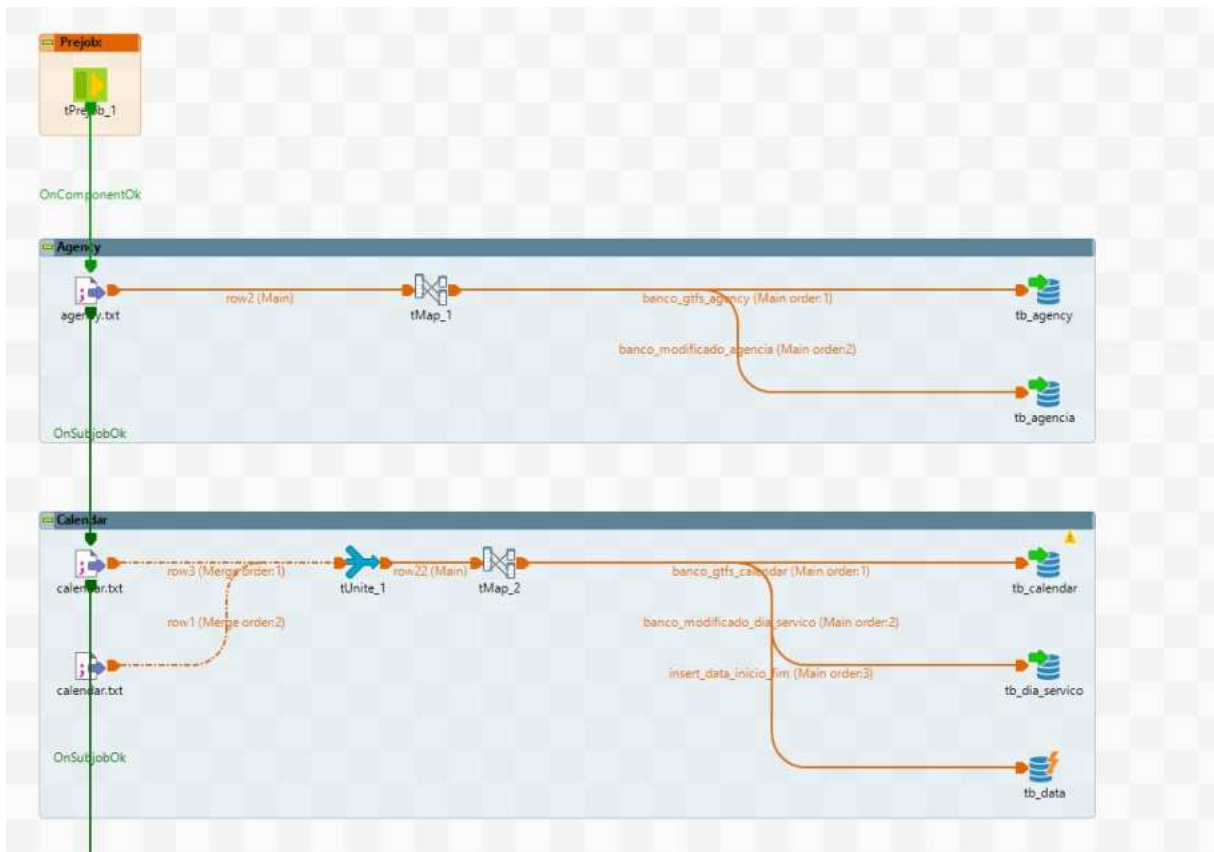 Prejob:
tPrejob_1
OnComponentOk
Agency
row2 (Main)
banco_gtfs_agency (Main order:1)
agency.txt
tMap_1
tb_agency
banco_modificado_agencia (Main order:2)
tb_agencia
OnSubjobOk
Calendar
row3 (Merge order:1)
row22 (Main)
banco_gtfs_calendar (Main order:1)
calendar.txt
tUnite_1
tMap_2
tb_calendar
row1 (Merge order:2)
banco_modificado_dia_servico (Main order:2)
insert_data_inicio_fim (Main order:3)
calendar.txt
tb_dia_servico
OnSubjobOk
tb_data